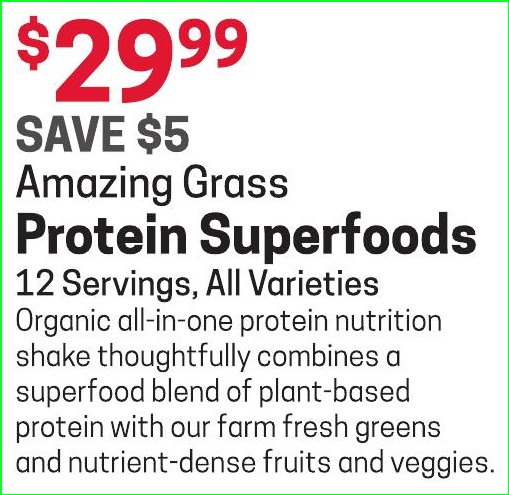 $29.99
SAVE $5
Amazing Grass
Protein Superfoods
12 Servings, All Varieties
Organic all-in-one protein nutrition
shake thoughtfully combines a
superfood blend of plant-based
protein with our farm fresh greens
and nutrient-dense fruits and veggies.